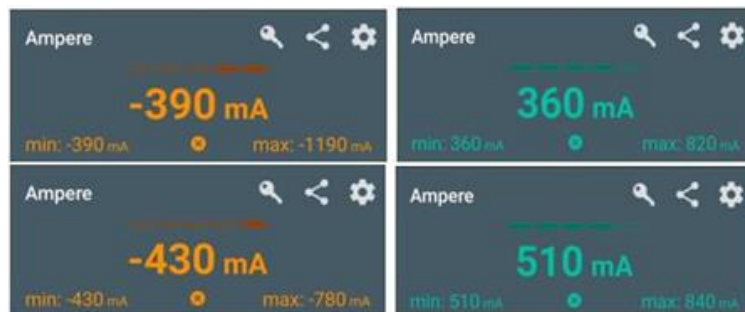 Ampere
-390 mA
min: -390 mA max: -1190 mA
Ampere
360 mA
min: 360 mA max: 820 mA
Ampere
-430 mA
min: -430 mA max: -780 mA
Ampere
510 mA
min: 510 mA max: 840 mA